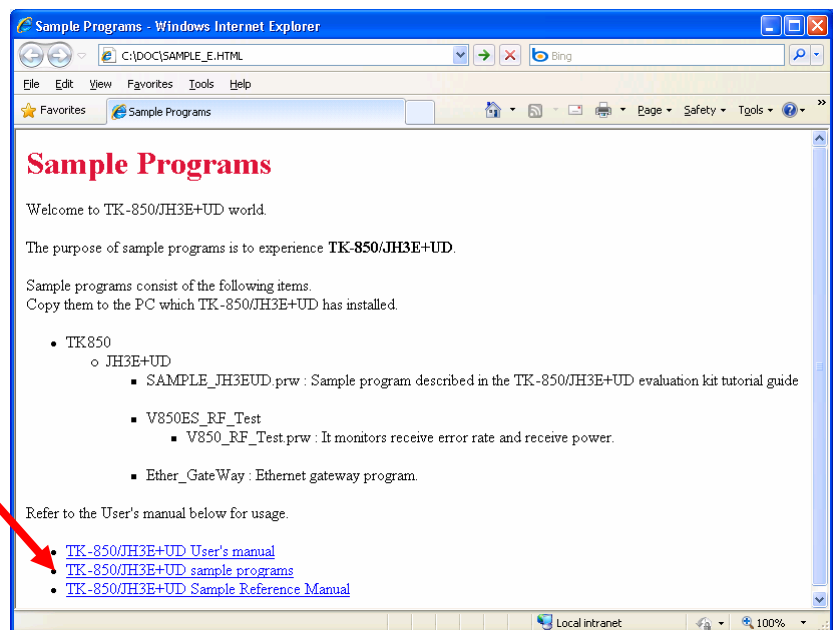 Sample Programs - Windows Internet Explorer
C:\DOC\SAMPLE_E.HTML
Bing
File Edit View Favorites Tools Help
Favorites Sample Programs Page Safety Tools
Sample Programs
Welcome to TK-850/JH3E+UD world.
The purpose of sample programs is to experience TK-850/JH3E+UD.
Sample programs consist of the following items.
Copy them to the PC which TK-850/JH3E+UD has installed.
TK850
JH3E+UD
SAMPLE_JH3EUD.prw : Sample program described in the TK-850/JH3E+UD evaluation kit tutorial guide
V850ES_RF_Test
V850_RF_Test.prw : It monitors receive error rate and receive power.
Ether_GateWay : Ethernet gateway program.
Refer to the User's manual below for usage.
TK-850/JH3E+UD User's manual
TK-850/JH3E+UD sample programs
TK-850/JH3E+UD Sample Reference Manual
Local intranet 100%